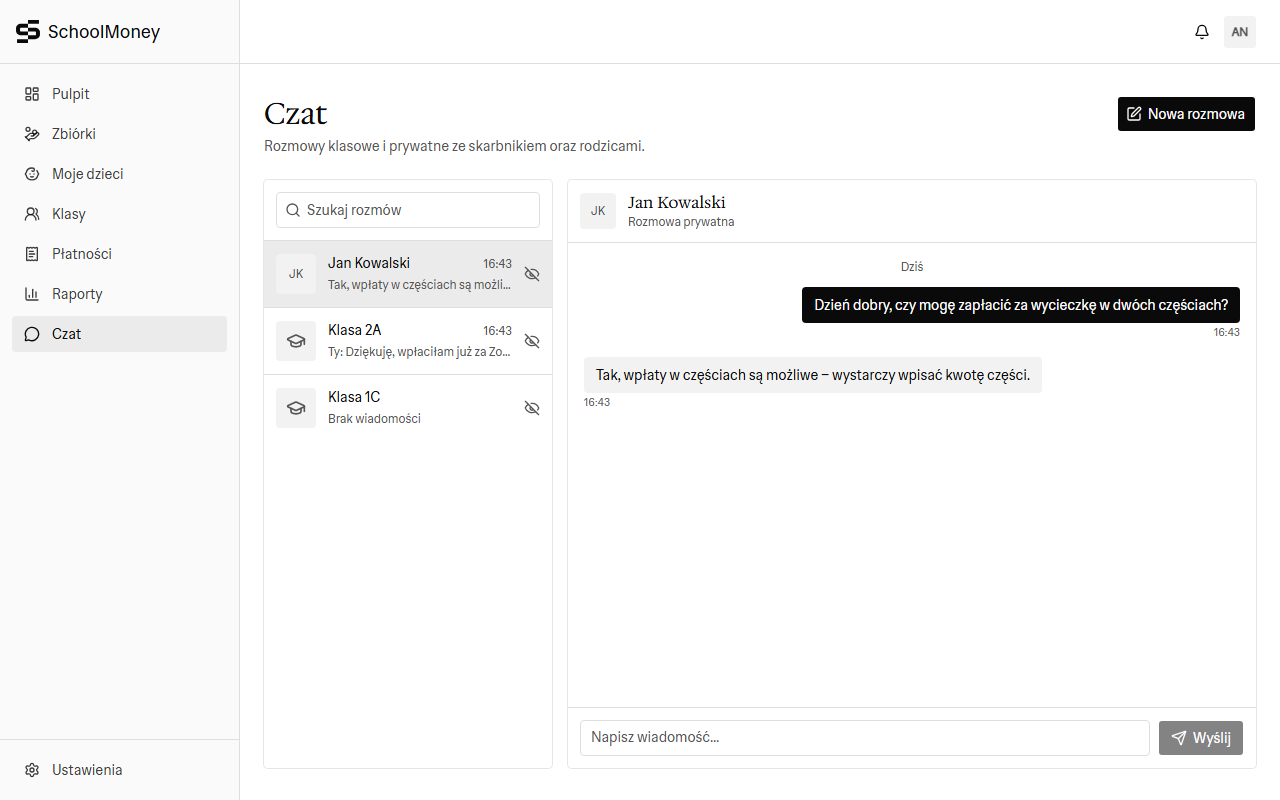 SchoolMoney
AN
Pulpit
Zbiórki
Moje dzieci
Klasy
Płatności
Raporty
Czat
Ustawienia
Czat
Rozmowy klasowe i prywatne ze skarbnikiem oraz rodzicami.
Nowa rozmowa
Szukaj rozmów
JK
Jan Kowalski
16:43
Tak, wpłaty w częściach są możli...
Klasa 2A
16:43
Ty: Dziękuję, wpłaciłam już za Zo...
Klasa 1C
Brak wiadomości
JK
Jan Kowalski
Rozmowa prywatna
Dziś
Dzień dobry, czy mogę zapłacić za wycieczkę w dwóch częściach?
16:43
Tak, wpłaty w częściach są możliwe – wystarczy wpisać kwotę części.
16:43
Napisz wiadomość...
Wyślij